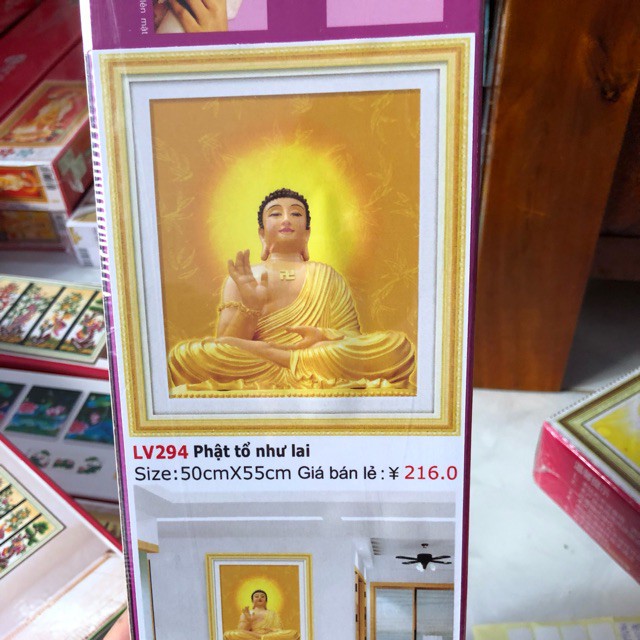 LV294 Phật tổ như lai
Size:50cmX55cm Giá bán lẻ : ¥ 216.0